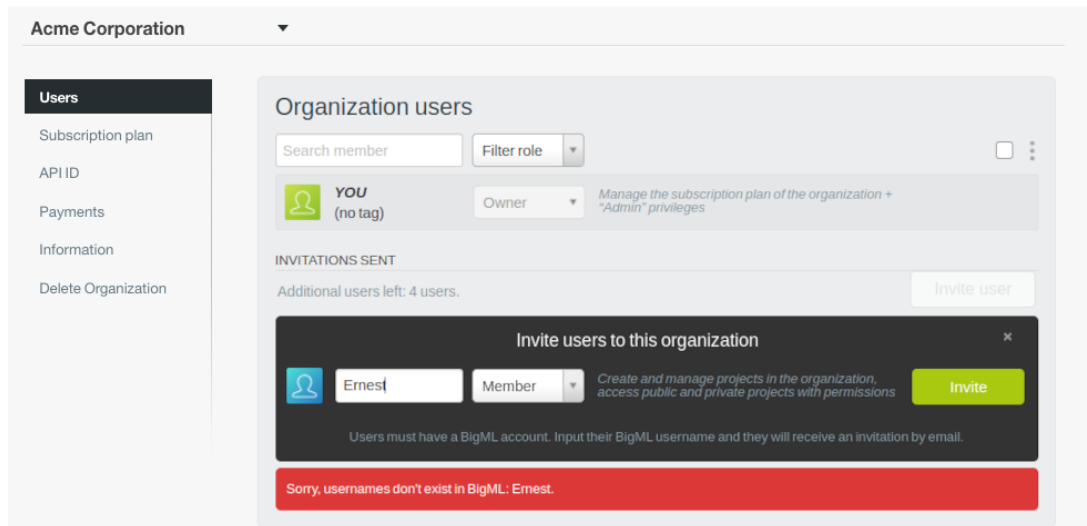 Acme Corporation
Users
Subscription plan
API ID
Payments
Information
Delete Organization
Organization users
Search member
Filter role
YOU
(no tag)
Owner
Manage the subscription plan of the organization +
“Admin” privileges
INVITATIONS SENT
Additional users left: 4 users.
Invite user
Invite users to this organization
×
Ernest
Member
Create and manage projects in the organization,
access public and private projects with permissions
Invite
Users must have a BigML account. Input their BigML username and they will receive an invitation by email.
Sorry, usernames don't exist in BigML: Ernest.